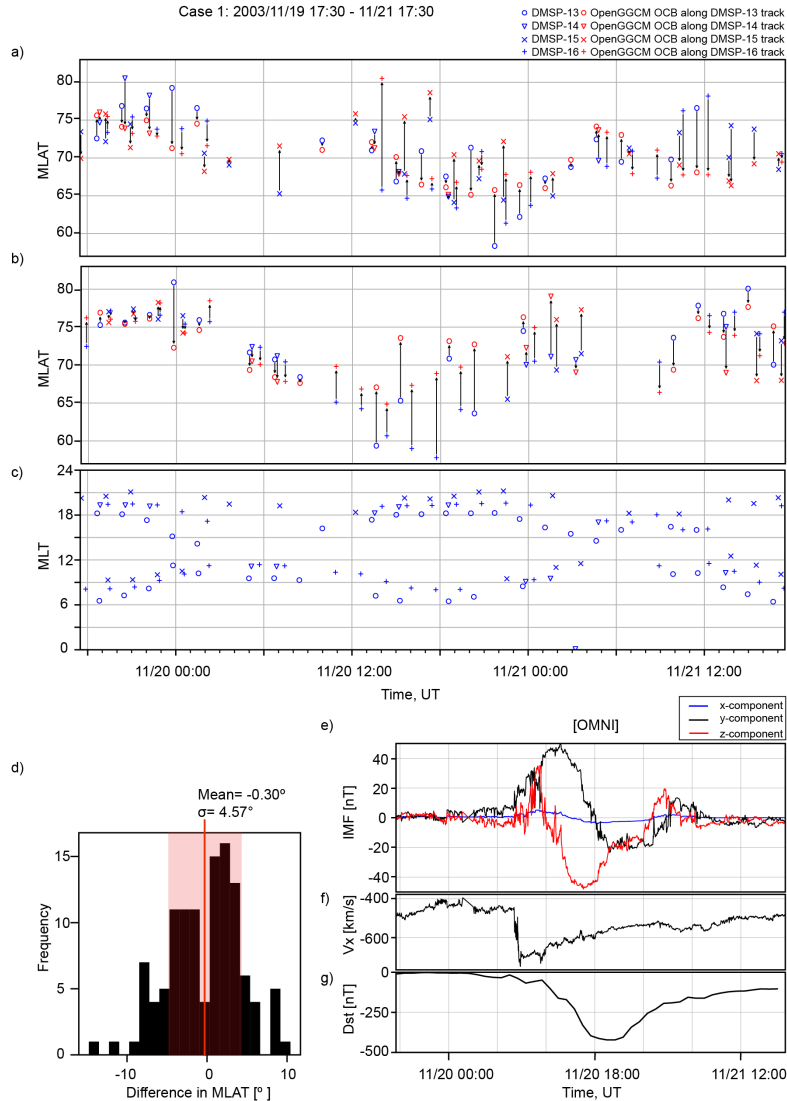 Case 1: 2003/11/19 17:30 - 11/21 17:30
DMSP-13 OpenGGCM OCB along DMSP-13 track
DMSP-14 OpenGGCM OCB along DMSP-14 track
DMSP-15 OpenGGCM OCB along DMSP-15 track
DMSP-16 OpenGGCM OCB along DMSP-16 track
a)
80
75
70
65
60
MLAT
b)
80
75
70
65
60
MLAT
c)
24
18
12
6
0
MLT
11/20 00:00 11/20 12:00 11/21 00:00 11/21 12:00
Time, UT
d)
Mean= -0.30º
σ= 4.57°
15
10
5
0
Frequency
-10 0 10
Difference in MLAT [º ]
x-component
y-component
z-component
e)
[OMNI]
40
20
0
-20
-40
IMF [nT]
f)
-400
-600
Vx [km/s]
g)
0
-250
-500
Dst [nT]
11/20 00:00 11/20 18:00 11/21 12:00
Time, UT